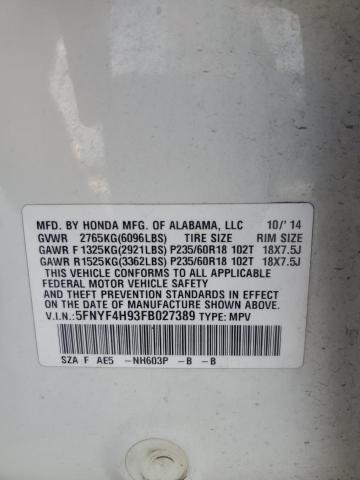 MFD. BY HONDA MFG. OF ALABAMA, LLC 10/'14
GVWR 2765KG(6096LBS) TIRE SIZE RIM SIZE
GAWR F 1325KG(2921LBS) P235/60R18 102T 18X7.5J
GAWR R 1525KG(3362LBS) P235/60R18 102T 18X7.5J
THIS VEHICLE CONFORMS TO ALL APPLICABLE
FEDERAL MOTOR VEHICLE SAFETY STANDARDS IN EFFECT
ON THE DATE OF MANUFACTURE SHOWN ABOVE.
V.I.N.:5FNYF4H93FB027389 TYPE: MPV
SZA F AE5 -NH603P -B -B